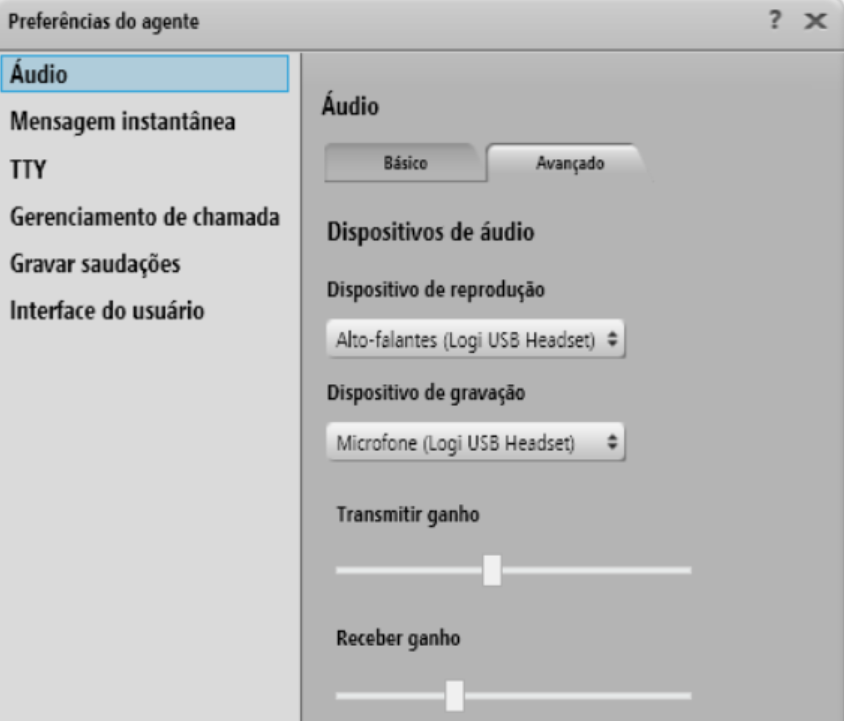 Preferências do agente
? X
Áudio
Mensagem instantânea
TTY
Gerenciamento de chamada
Gravar saudações
Interface do usuário
Áudio
Básico
Avançado
Dispositivos de áudio
Dispositivo de reprodução
Alto-falantes (Logi USB Headset)
Dispositivo de gravação
Microfone (Logi USB Headset)
Transmitir ganho
Receber ganho